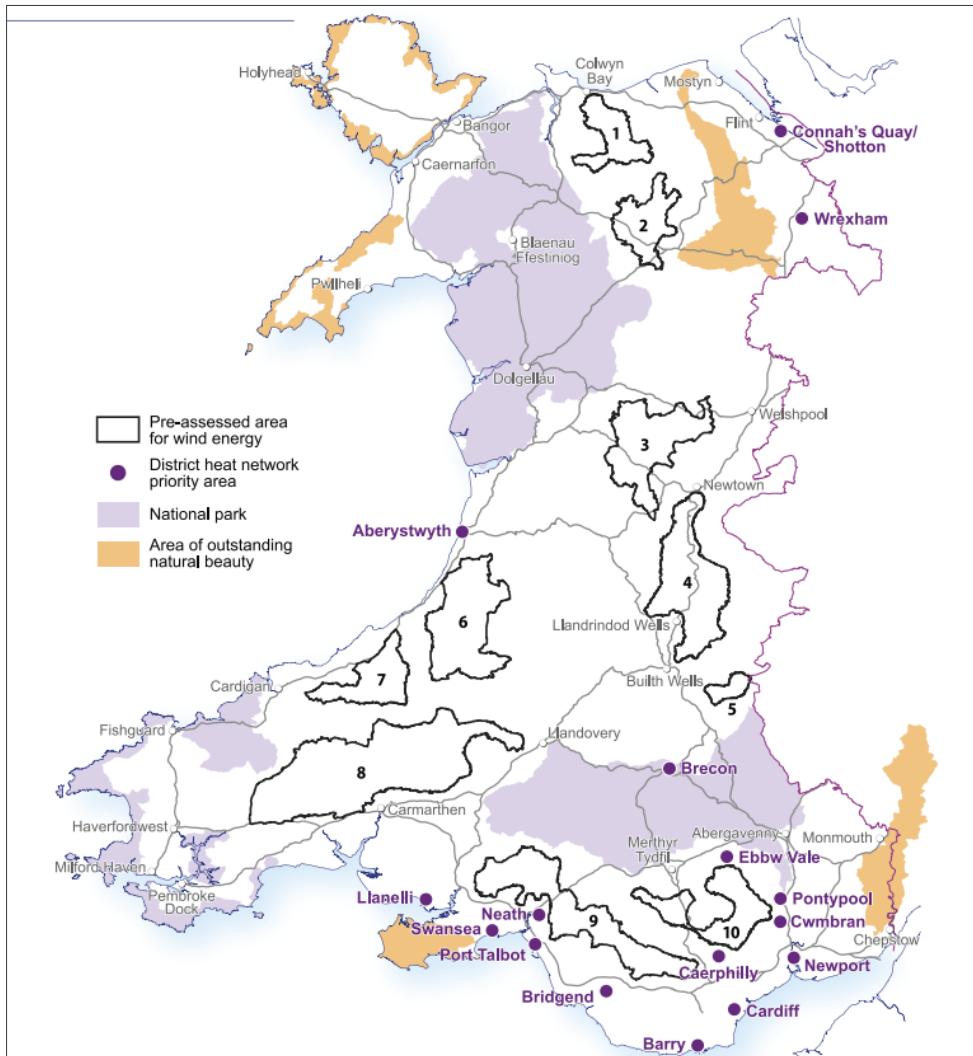 Holyhead
Colwyn
Bay
Mostyn
Bangor
1
Flint
Connah's Quay/
Shotton
Caernarfon
2
Wrexham
Blaenau
Ffestiniog
Pwllheli
Dolgellau
Welshpool
Pre-assessed area
for wind energy
District heat network
priority area
National park
Area of outstanding
natural beauty
3
Newtown
Aberystwyth
4
6
Llandrindod Wells
7
Cardigan
Builth Wells
5
Fishguard
Llandovery
8
Brecon
Carmarthen
Haverfordwest
Merthyr
Tydfil
Abergavenny
Monmouth
Ebbw Vale
Milford Haven
Pembroke
Dock
Llanelli
Neath
9
10
Pontypool
Cwmbran
Swansea
Port Talbot
Chepstow
Caerphilly
Newport
Bridgend
Cardiff
Barry